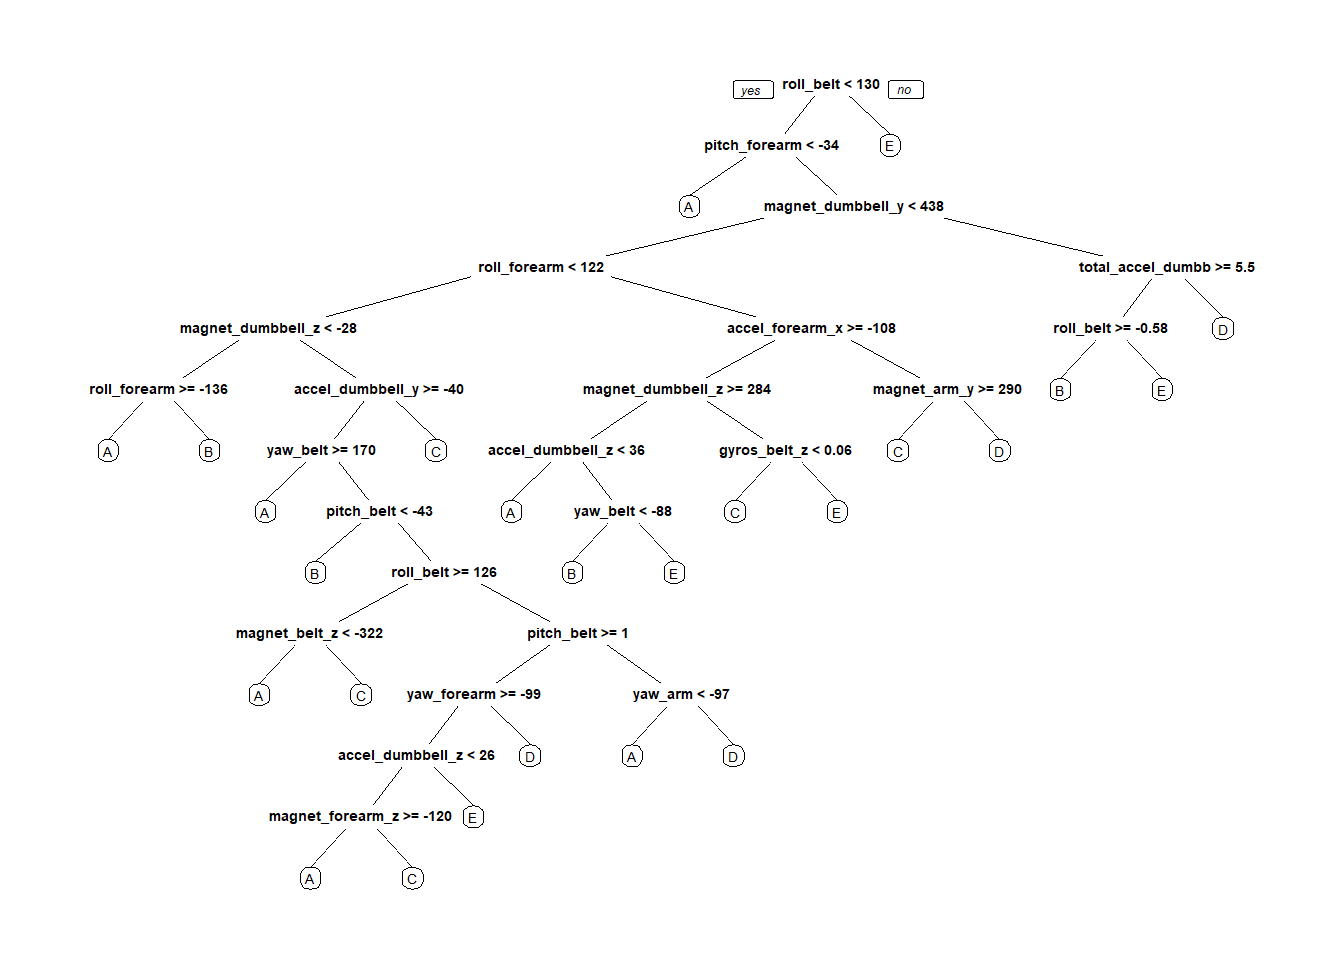 yes roll_belt < 130 no
pitch_forearm < -34 E
A magnet_dumbbell_y < 438
roll_forearm < 122 total_accel_dumbb >= 5.5
magnet_dumbbell_z < -28 accel_forearm_x >= -108 roll_belt >= -0.58 D
roll_forearm >= -136 accel_dumbbell_y >= -40 magnet_dumbbell_z >= 284 magnet_arm_y >= 290 B E
A B yaw_belt >= 170 C accel_dumbbell_z < 36 gyros_belt_z < 0.06 C D
A pitch_belt < -43 A yaw_belt < -88 C E
B roll_belt >= 126 B E
magnet_belt_z < -322 pitch_belt >= 1
A C yaw_forearm >= -99 yaw_arm < -97
accel_dumbbell_z < 26 D A D
magnet_forearm_z >= -120 E
A C